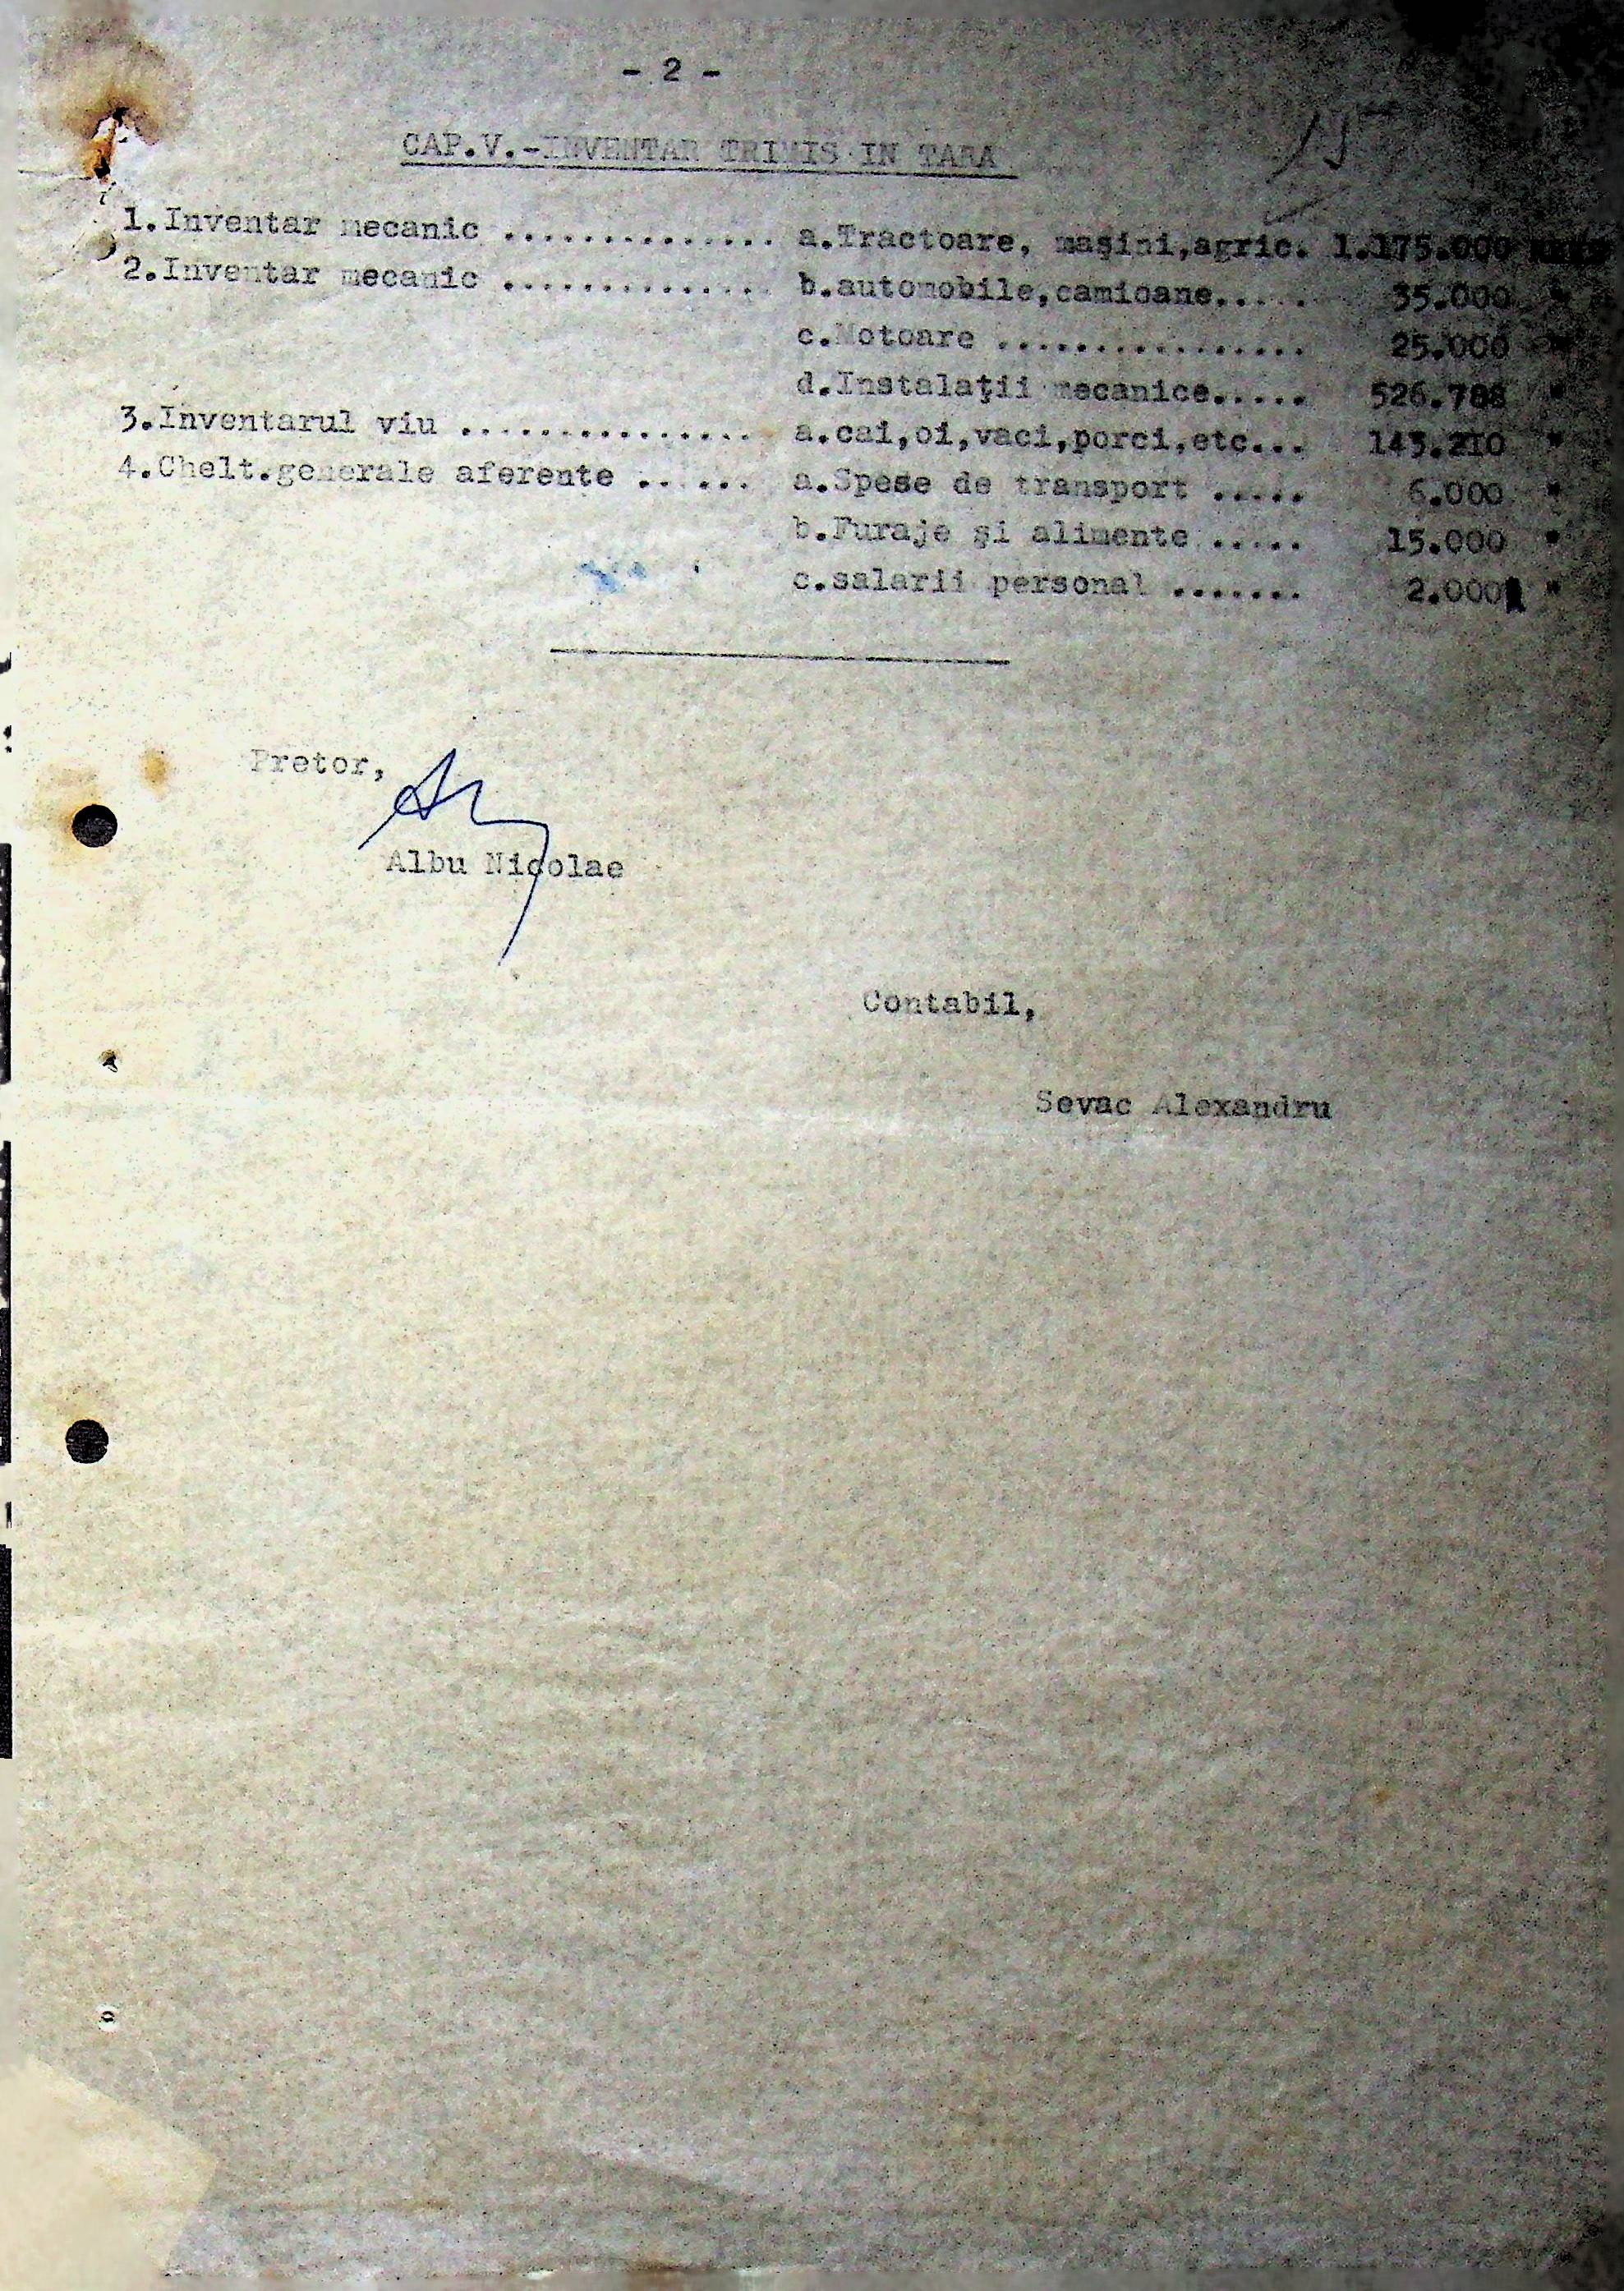 - 2 -
15
CAP.V.-INVENTAR TRIMIS IN TARA
1.Inventar mecanic .............. a.Tractoare, maşini,agric. 1.175.000
2.Inventar mecanic .............. b.automobile,camioane..... 35.000 "
c.Motoare ................ 25.000 "
d.Instalaţii mecanice..... 526.788 "
3.Inventarul viu ............... a.cai,oi,vaci,porci,etc... 143.210 "
4.Chelt.generale aferente ...... a.Spese de transport ..... 6.000 "
b.Furaje şi alimente ..... 15.000 "
c.salarii personal ....... 2.000 "
Pretor,
Albu Nicolae
Contabil,
Sevac Alexandru